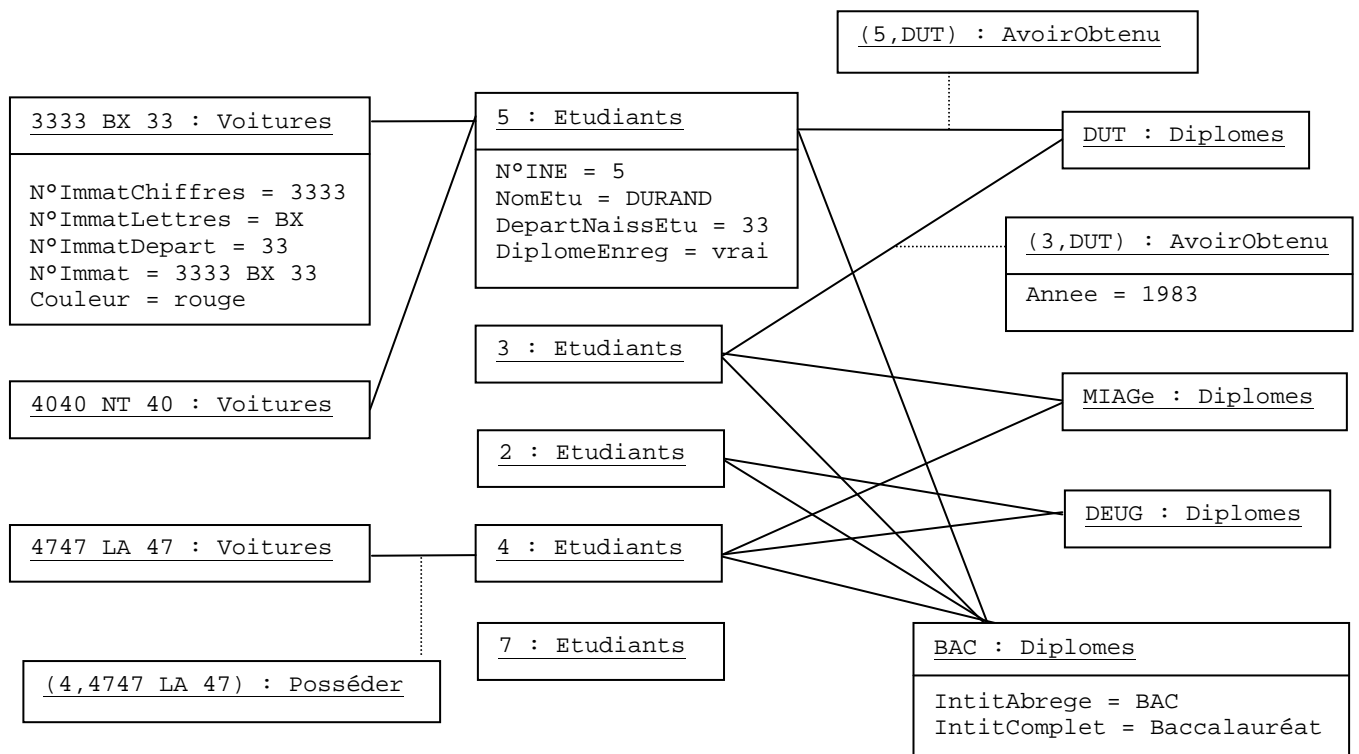 (5,DUT) : AvoirObtenu
3333 BX 33 : Voitures
N°ImmatChiffres = 3333
N°ImmatLettres = BX
N°ImmatDepart = 33
N°Immat = 3333 BX 33
Couleur = rouge
5 : Etudiants
N°INE = 5
NomEtu = DURAND
DepartNaissEtu = 33
DiplomeEnreg = vrai
DUT : Diplomes
(3,DUT) : AvoirObtenu
Annee = 1983
3 : Etudiants
4040 NT 40 : Voitures
MIAGe : Diplomes
2 : Etudiants
DEUG : Diplomes
4747 LA 47 : Voitures
4 : Etudiants
7 : Etudiants
(4,4747 LA 47) : Posséder
BAC : Diplomes
IntitAbrege = BAC
IntitComplet = Baccalauréat